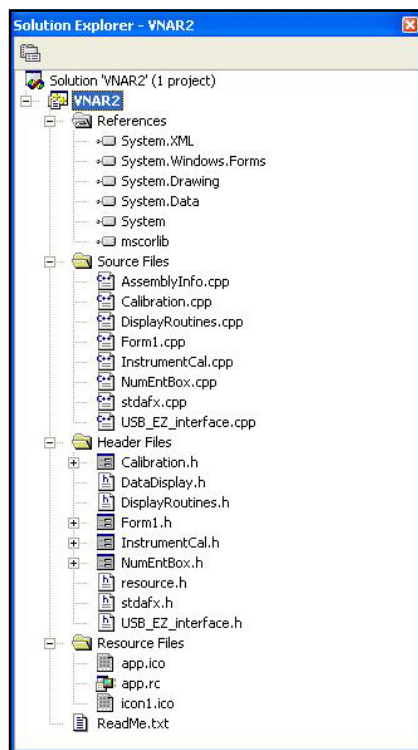 Solution Explorer - VNAR2
Solution 'VNAR2' (1 project)
VNAR2
References
System.XML
System.Windows.Forms
System.Drawing
System.Data
System
mscorlib
Source Files
AssemblyInfo.cpp
Calibration.cpp
DisplayRoutines.cpp
Form1.cpp
InstrumentCal.cpp
NumEntBox.cpp
stdafx.cpp
USB_EZ_interface.cpp
Header Files
Calibration.h
DataDisplay.h
DisplayRoutines.h
Form1.h
InstrumentCal.h
NumEntBox.h
resource.h
stdafx.h
USB_EZ_interface.h
Resource Files
app.ico
app.rc
icon1.ico
ReadMe.txt